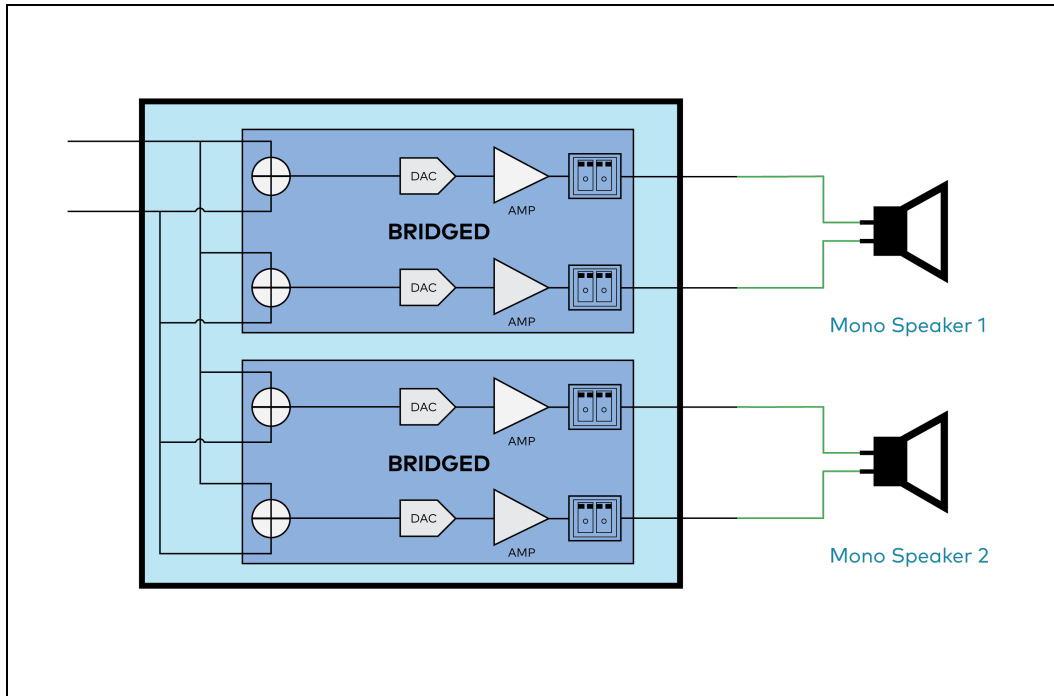 DAC
AMP
BRIDGED
DAC
AMP
Mono Speaker 1
DAC
AMP
BRIDGED
DAC
AMP
Mono Speaker 2